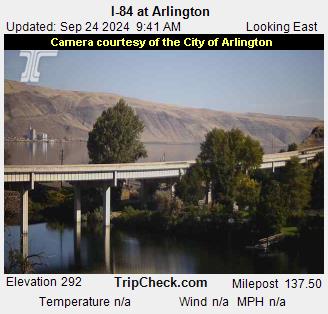 I-84 at Arlington
Updated: Sep 24 2024 9:41 AM Looking East
Camera courtesy of the City of Arlington
Elevation 292 TripCheck.com Milepost 137.50
Temperature n/a Wind n/a MPH n/a